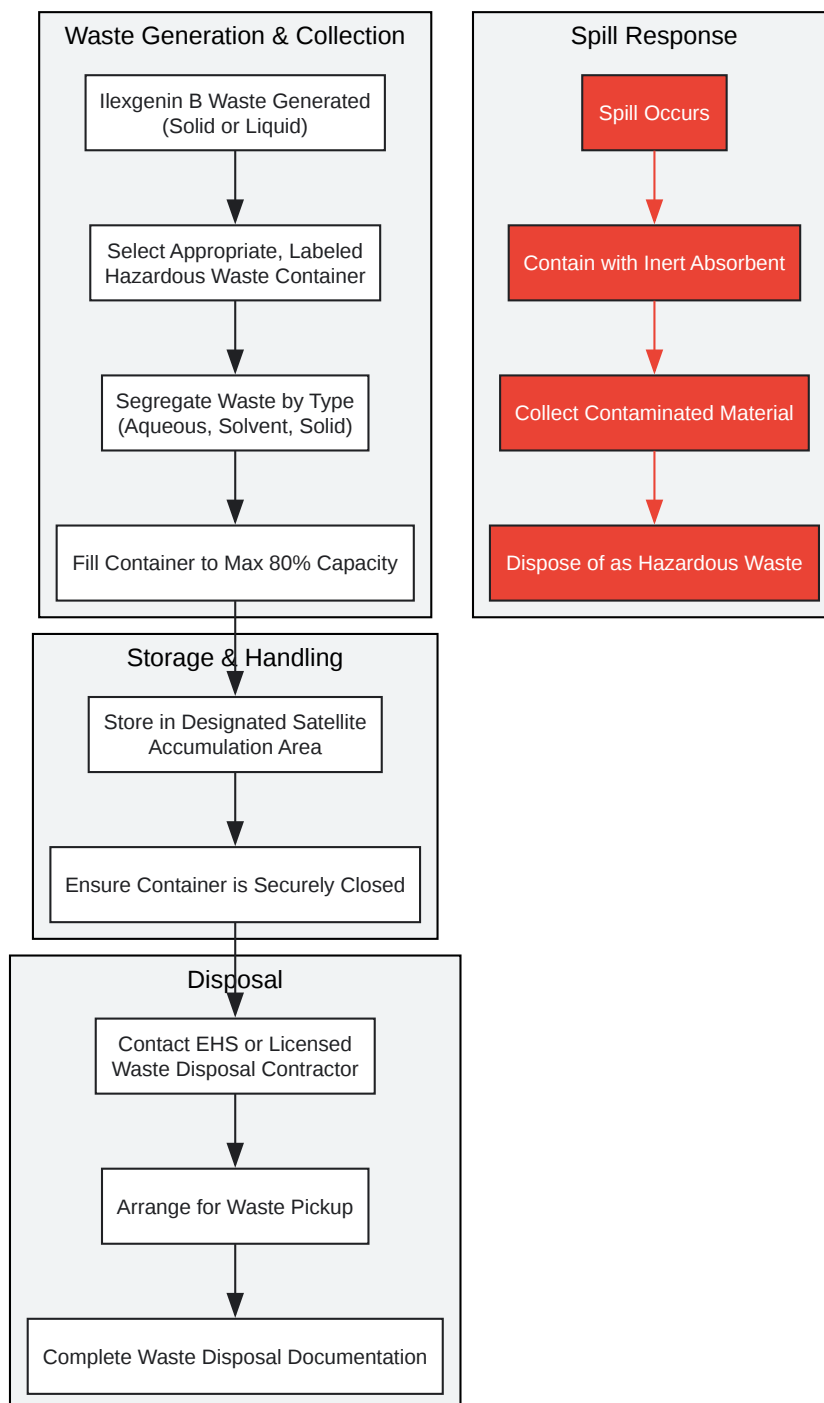 Waste Generation & Collection
Ilexgenin B Waste Generated
(Solid or Liquid)
Select Appropriate, Labeled
Hazardous Waste Container
Segregate Waste by Type
(Aqueous, Solvent, Solid)
Fill Container to Max 80% Capacity
Storage & Handling
Store in Designated Satellite
Accumulation Area
Ensure Container is Securely Closed
Disposal
Contact EHS or Licensed
Waste Disposal Contractor
Arrange for Waste Pickup
Complete Waste Disposal Documentation
Spill Response
Spill Occurs
Contain with Inert Absorbent
Collect Contaminated Material
Dispose of as Hazardous Waste